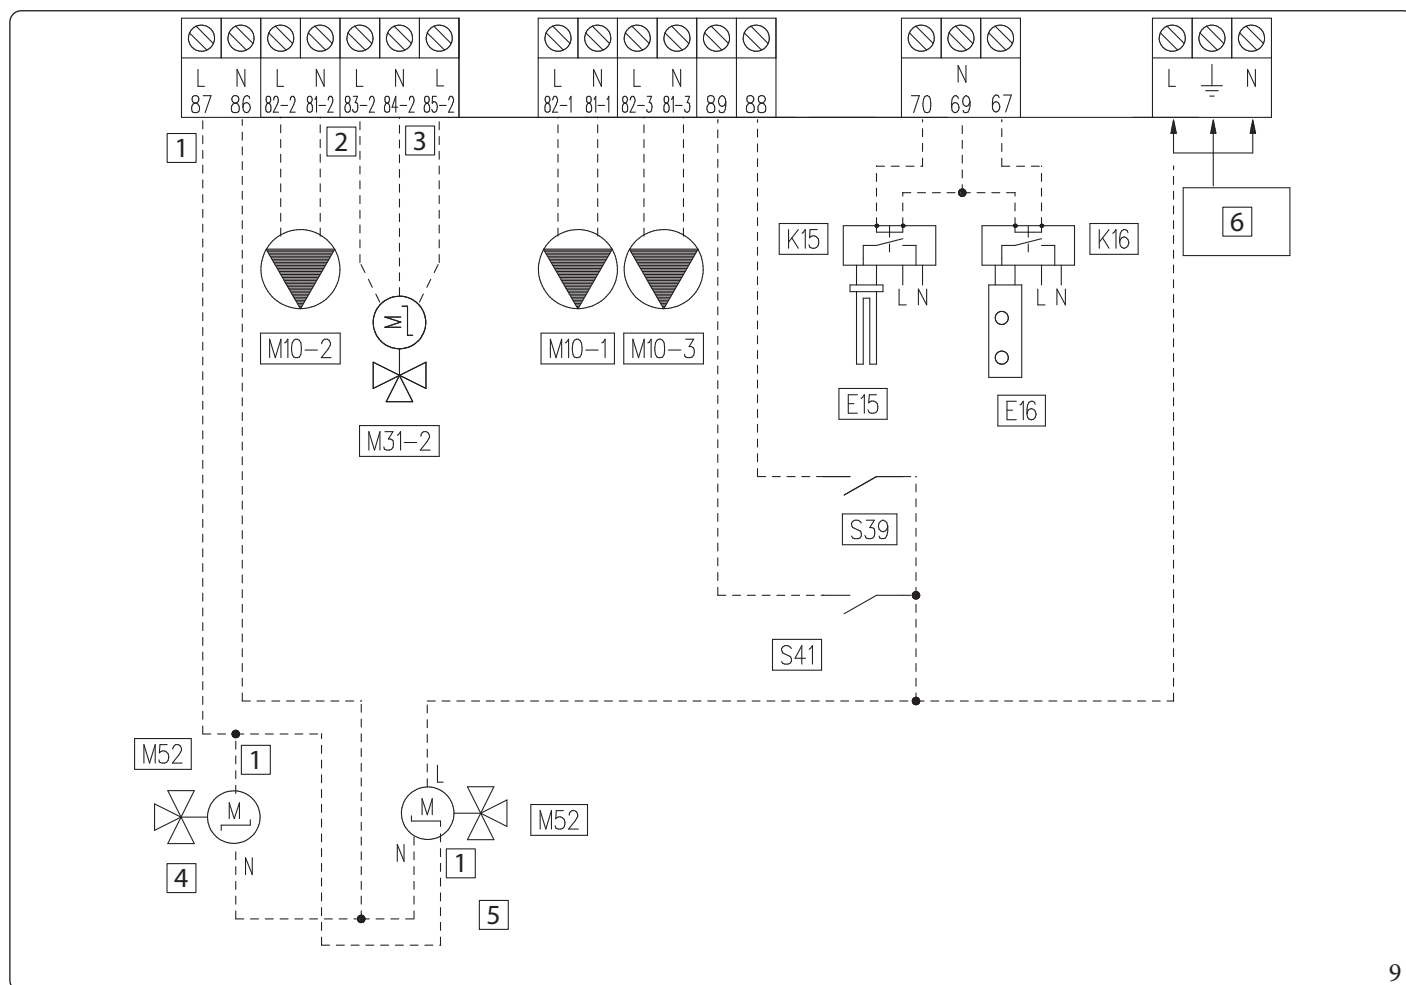 L N L N L N L
87 86 82-2 81-2 83-2 84-2 85-2
L N L N
82-1 81-1 82-3 81-3 89 88
N
70 69 67
L N
1
2
3
6
K15
K16
L N
L N
M10-2
M
M10-1
M10-3
E15
E16
M31-2
S39
S41
M52
1
L
M
M
M52
N
N
1
4
5
9